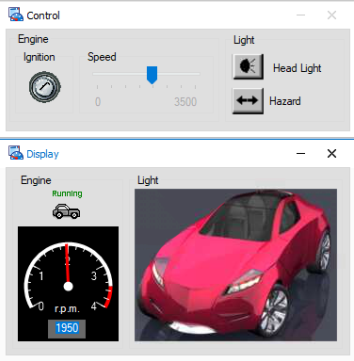 Control
Engine
Ignition
Speed
0
3500
Light
Head Light
Hazard
Display
Engine
Running
Light
0
1
2
3
4
r.p.m.
1950